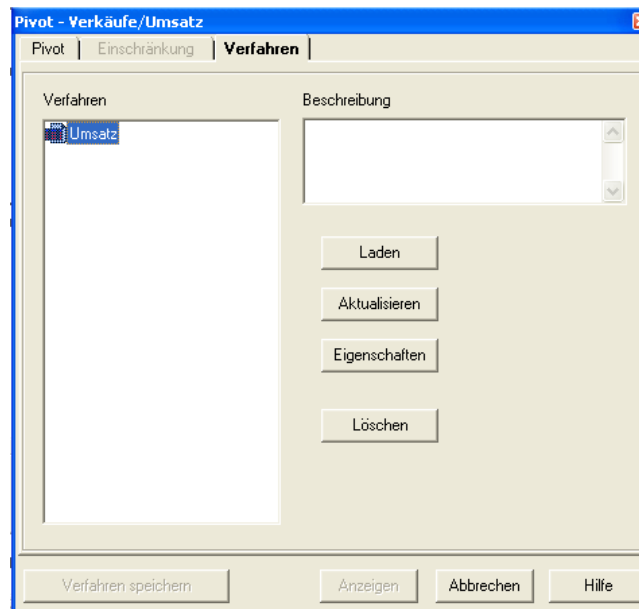 Pivot - Verkäufe/Umsatz
Pivot Einschränkung Verfahren
Verfahren Beschreibung
Umsatz
Laden
Aktualisieren
Eigenschaften
Löschen
Verfahren speichern Anzeigen Abbrechen Hilfe